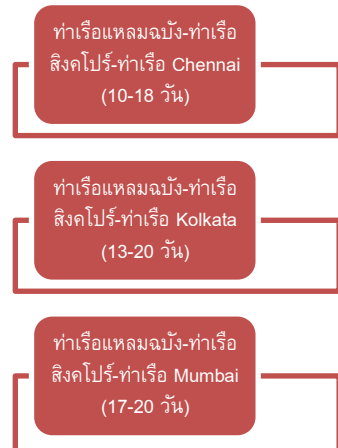 ท่าเรือแหลมฉบัง-ท่าเรือ
สิงคโปร์-ท่าเรือ Chennai
(10-18 วัน)
ท่าเรือแหลมฉบัง-ท่าเรือ
สิงคโปร์-ท่าเรือ Kolkata
(13-20 วัน)
ท่าเรือแหลมฉบัง-ท่าเรือ
สิงคโปร์-ท่าเรือ Mumbai
(17-20 วัน)